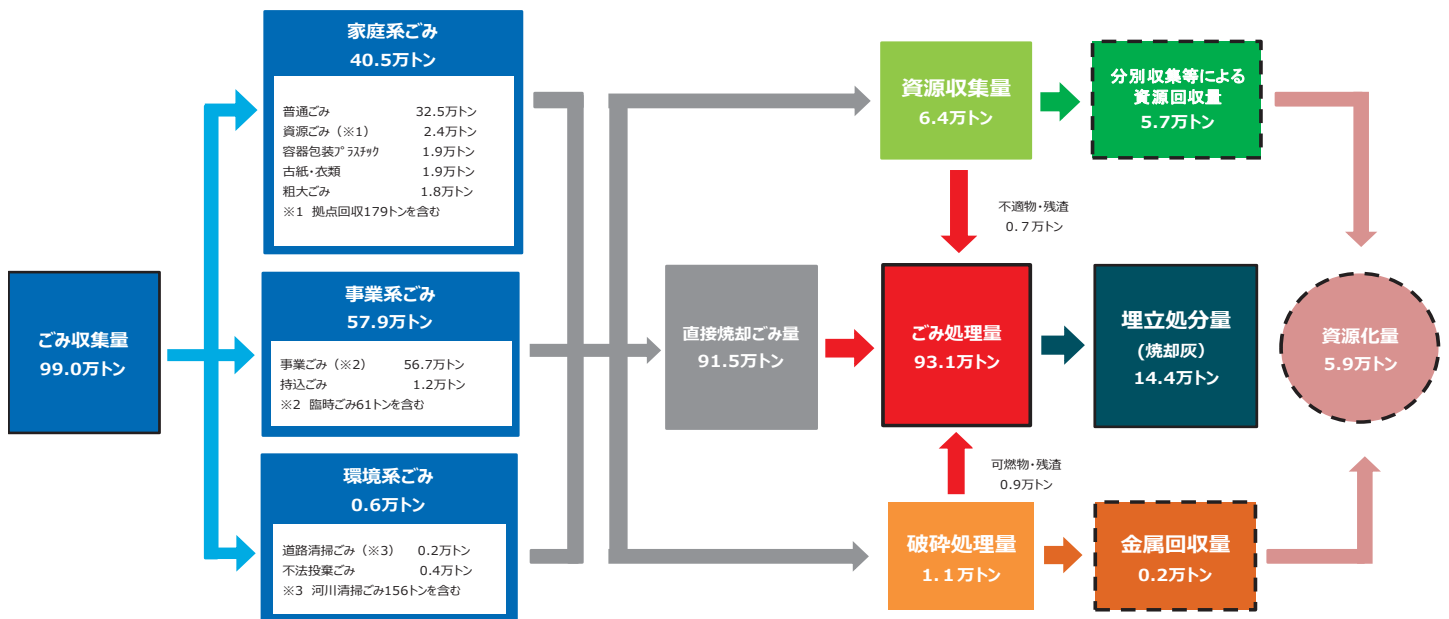 ごみ収集量
99.0万トン
家庭系ごみ
40.5万トン
普通ごみ 32.5万トン
資源ごみ（※1） 2.4万トン
容器包装プラスチック 1.9万トン
古紙・衣類 1.9万トン
粗大ごみ 1.8万トン
※1 拠点回収179トンを含む
事業系ごみ
57.9万トン
事業ごみ（※2） 56.7万トン
持込ごみ 1.2万トン
※2 臨時ごみ61トンを含む
環境系ごみ
0.6万トン
道路清掃ごみ（※3） 0.2万トン
不法投棄ごみ 0.4万トン
※3 河川清掃ごみ156トンを含む
直接焼却ごみ量
91.5万トン
資源収集量
6.4万トン
不適物・残渣
0.7万トン
ごみ処理量
93.1万トン
可燃物・残渣
0.9万トン
破砕処理量
1.1万トン
分別収集等による
資源回収量
5.7万トン
埋立処分量
(焼却灰）
14.4万トン
金属回収量
0.2万トン
資源化量
5.9万トン